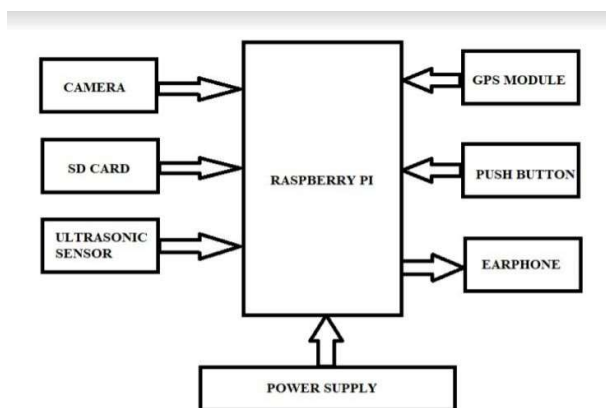 CAMERA
SD CARD
ULTRASONIC
SENSOR
RASPBERRY PI
GPS MODULE
PUSH BUTTON
EARPHONE
POWER SUPPLY